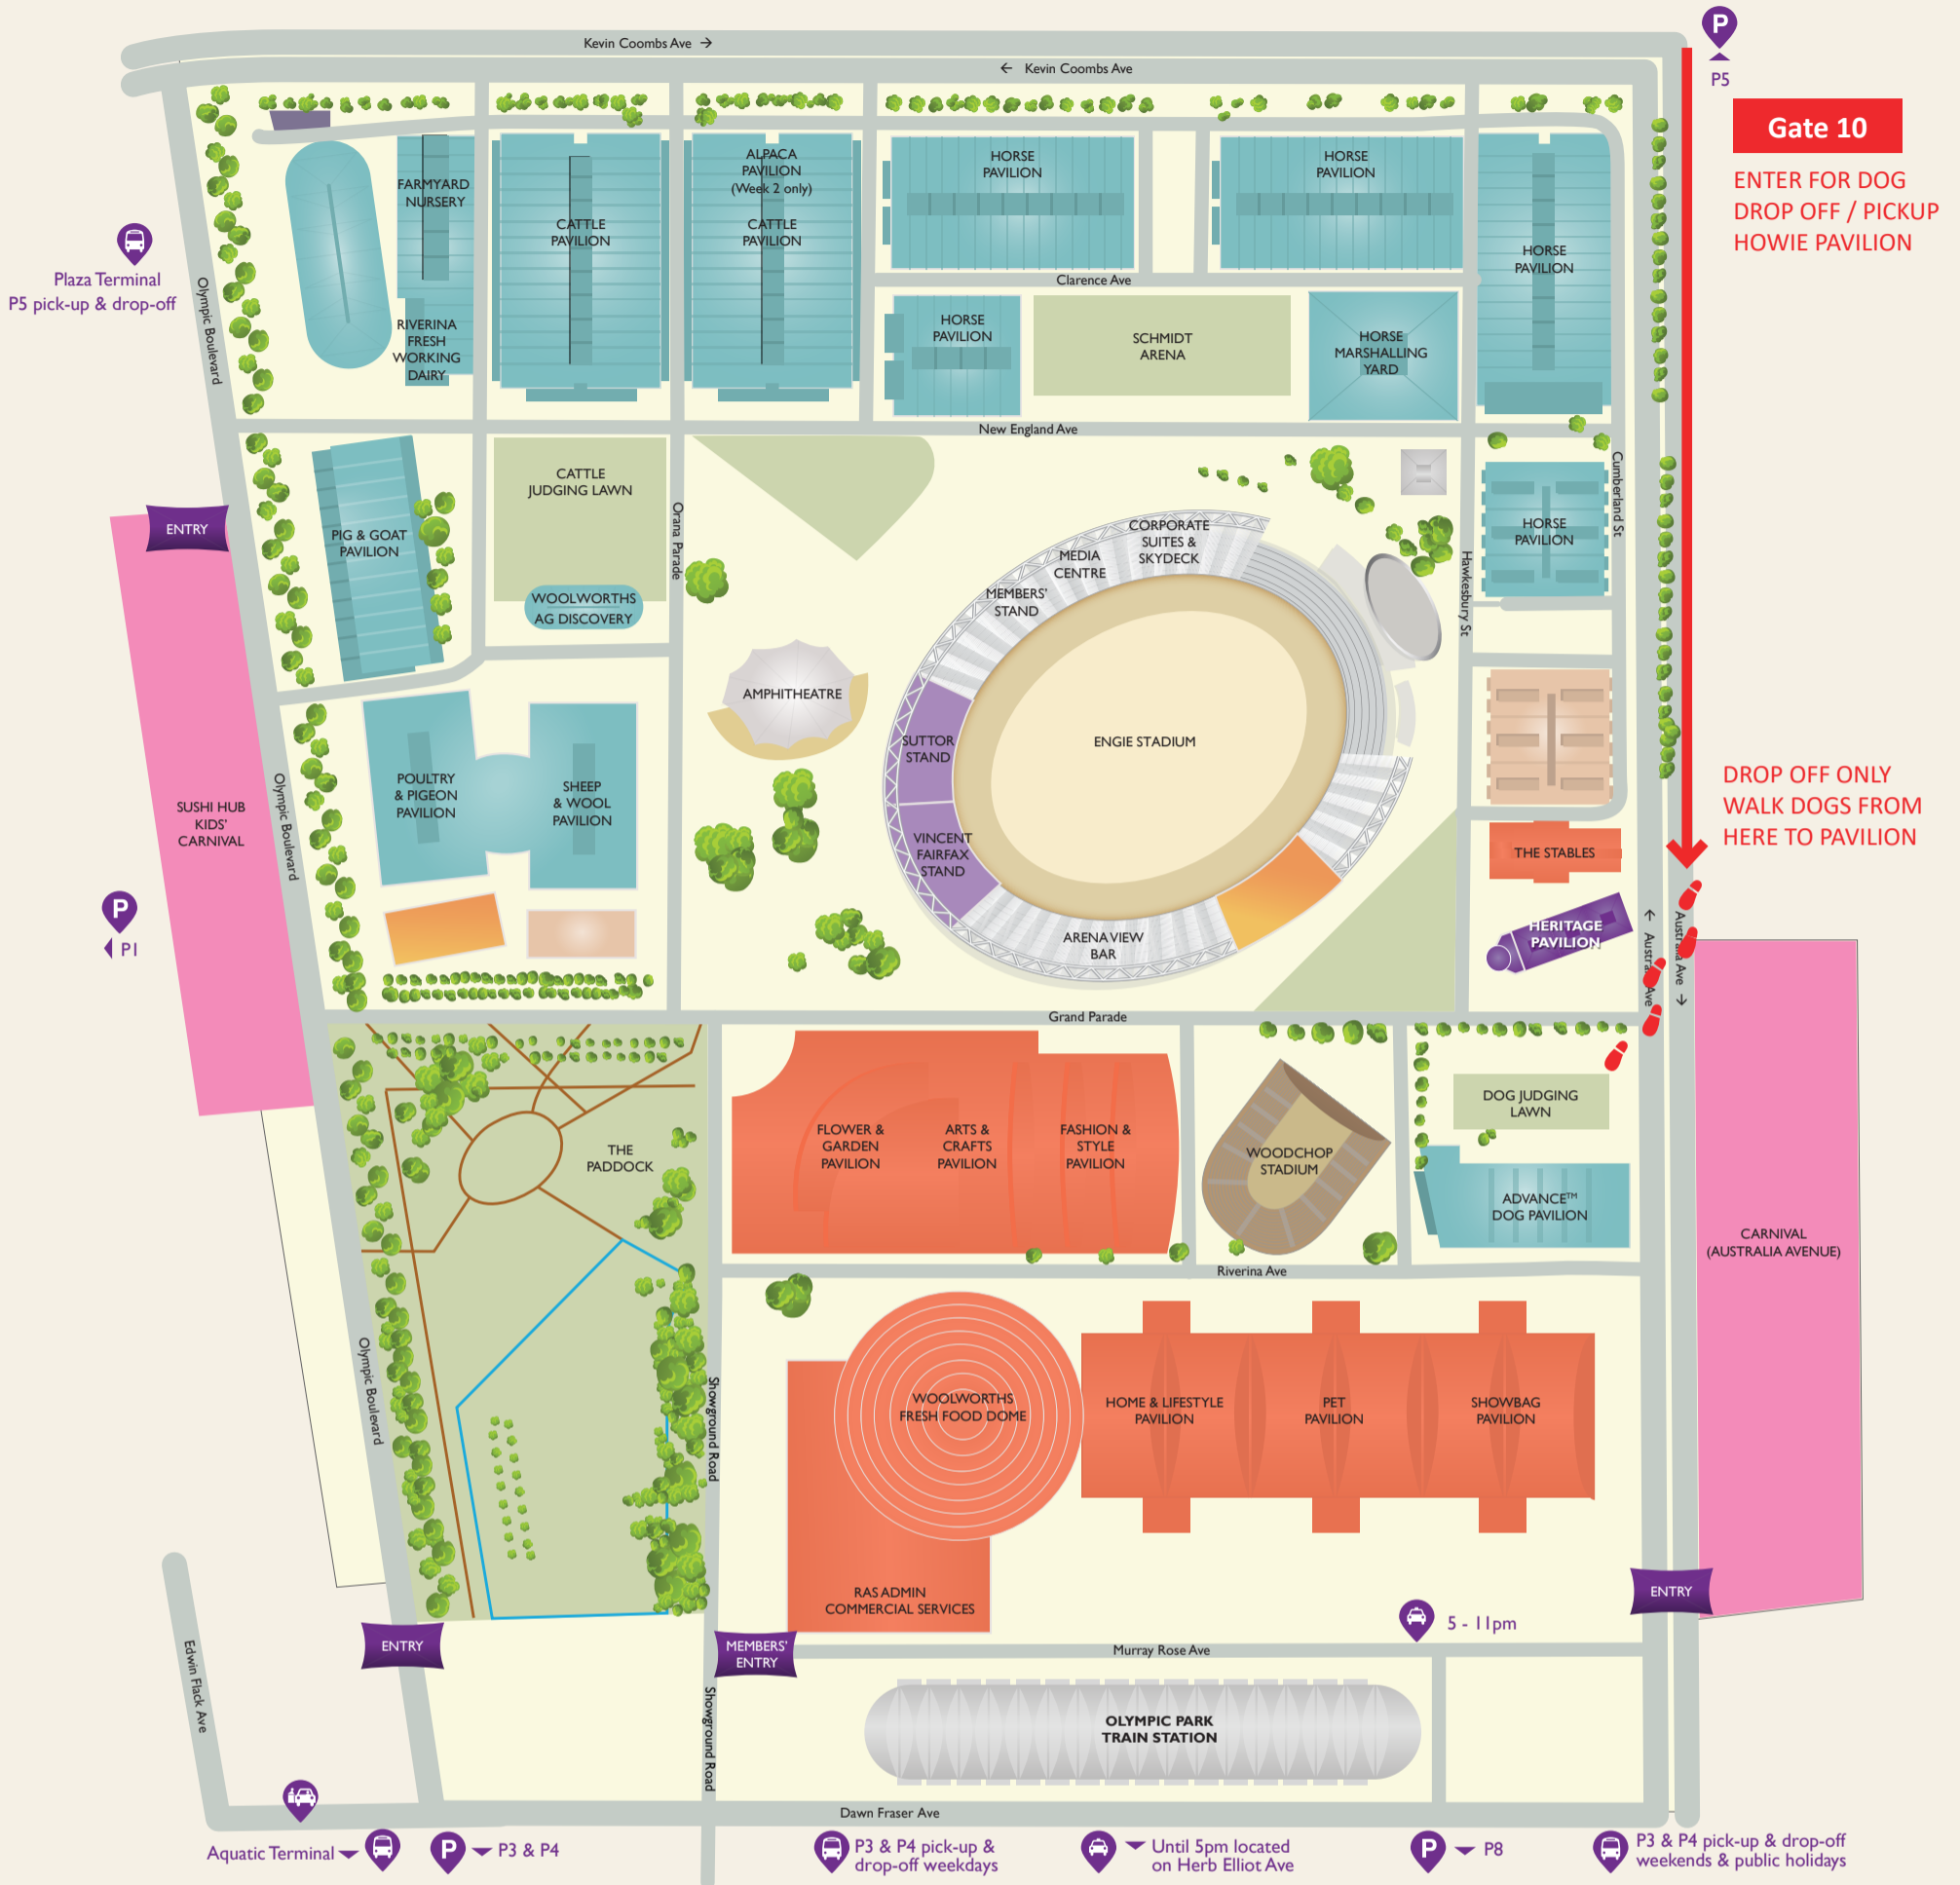 Kevin Coombs Ave →
← Kevin Coombs Ave
P
P5
Gate 10
ENTER FOR DOG
DROP OFF / PICKUP
HOWIE PAVILION
FARMYARD
NURSERY
CATTLE
PAVILION
ALPACA
PAVILION
(Week 2 only)
CATTLE
PAVILION
HORSE
PAVILION
HORSE
PAVILION
HORSE
PAVILION
Plaza Terminal
P5 pick-up & drop-off
Olympic Boulevard
RIVERINA
FRESH
WORKING
DAIRY
Clarence Ave
HORSE
PAVILION
SCHMIDT
ARENA
HORSE
MARSHALLING
YARD
New England Ave
CATTLE
JUDGING LAWN
Orana Parade
Cumberland St
ENTRY
PIG & GOAT
PAVILION
WOOLWORTHS
AG DISCOVERY
CORPORATE
SUITES &
SKYDECK
MEDIA
CENTRE
MEMBERS'
STAND
Hawkesbury St
HORSE
PAVILION
AMPHITHEATRE
SUTTOR
STAND
ENGIE STADIUM
VINCENT
FAIRFAX
STAND
ARENA VIEW
BAR
SUSHI HUB
KIDS'
CARNIVAL
Olympic Boulevard
POULTRY
& PIGEON
PAVILION
SHEEP
& WOOL
PAVILION
DROP OFF ONLY
WALK DOGS FROM
HERE TO PAVILION
THE STABLES
HERITAGE
PAVILION
← Australia Ave
Australia Ave →
P
P1
Grand Parade
THE
PADDOCK
FLOWER &
GARDEN
PAVILION
ARTS &
CRAFTS
PAVILION
FASHION &
STYLE
PAVILION
WOODCHOP
STADIUM
DOG JUDGING
LAWN
ADVANCE™
DOG PAVILION
CARNIVAL
(AUSTRALIA AVENUE)
Riverina Ave
Olympic Boulevard
Showground Road
WOOLWORTHS
FRESH FOOD DOME
HOME & LIFESTYLE
PAVILION
PET
PAVILION
SHOWBAG
PAVILION
RAS ADMIN
COMMERCIAL SERVICES
ENTRY
5 - 11pm
ENTRY
MEMBERS'
ENTRY
Murray Rose Ave
Edwin Flack Ave
Showground Road
OLYMPIC PARK
TRAIN STATION
Dawn Fraser Ave
Aquatic Terminal
P
P3 & P4
P3 & P4 pick-up &
drop-off weekdays
Until 5pm located
on Herb Elliot Ave
P
P8
P3 & P4 pick-up & drop-off
weekends & public holidays